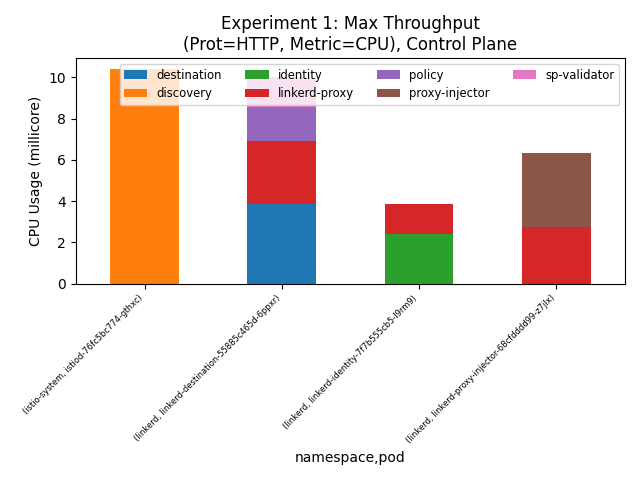 Experiment 1: Max Throughput
(Prot=HTTP, Metric=CPU), Control Plane
destination
discovery
identity
linkerd-proxy
policy
proxy-injector
sp-validator
CPU Usage (millicore)
10
8
6
4
2
0
(istio-system, istiod-76fc5bc774-gthxc)
(linkerd, linkerd-destination-55885c465d-6ppxr)
(linkerd, linkerd-identity-7f7b555cb5-l9rm9)
(linkerd, linkerd-proxy-injector-68cfdddd99-z7jlx)
namespace,pod